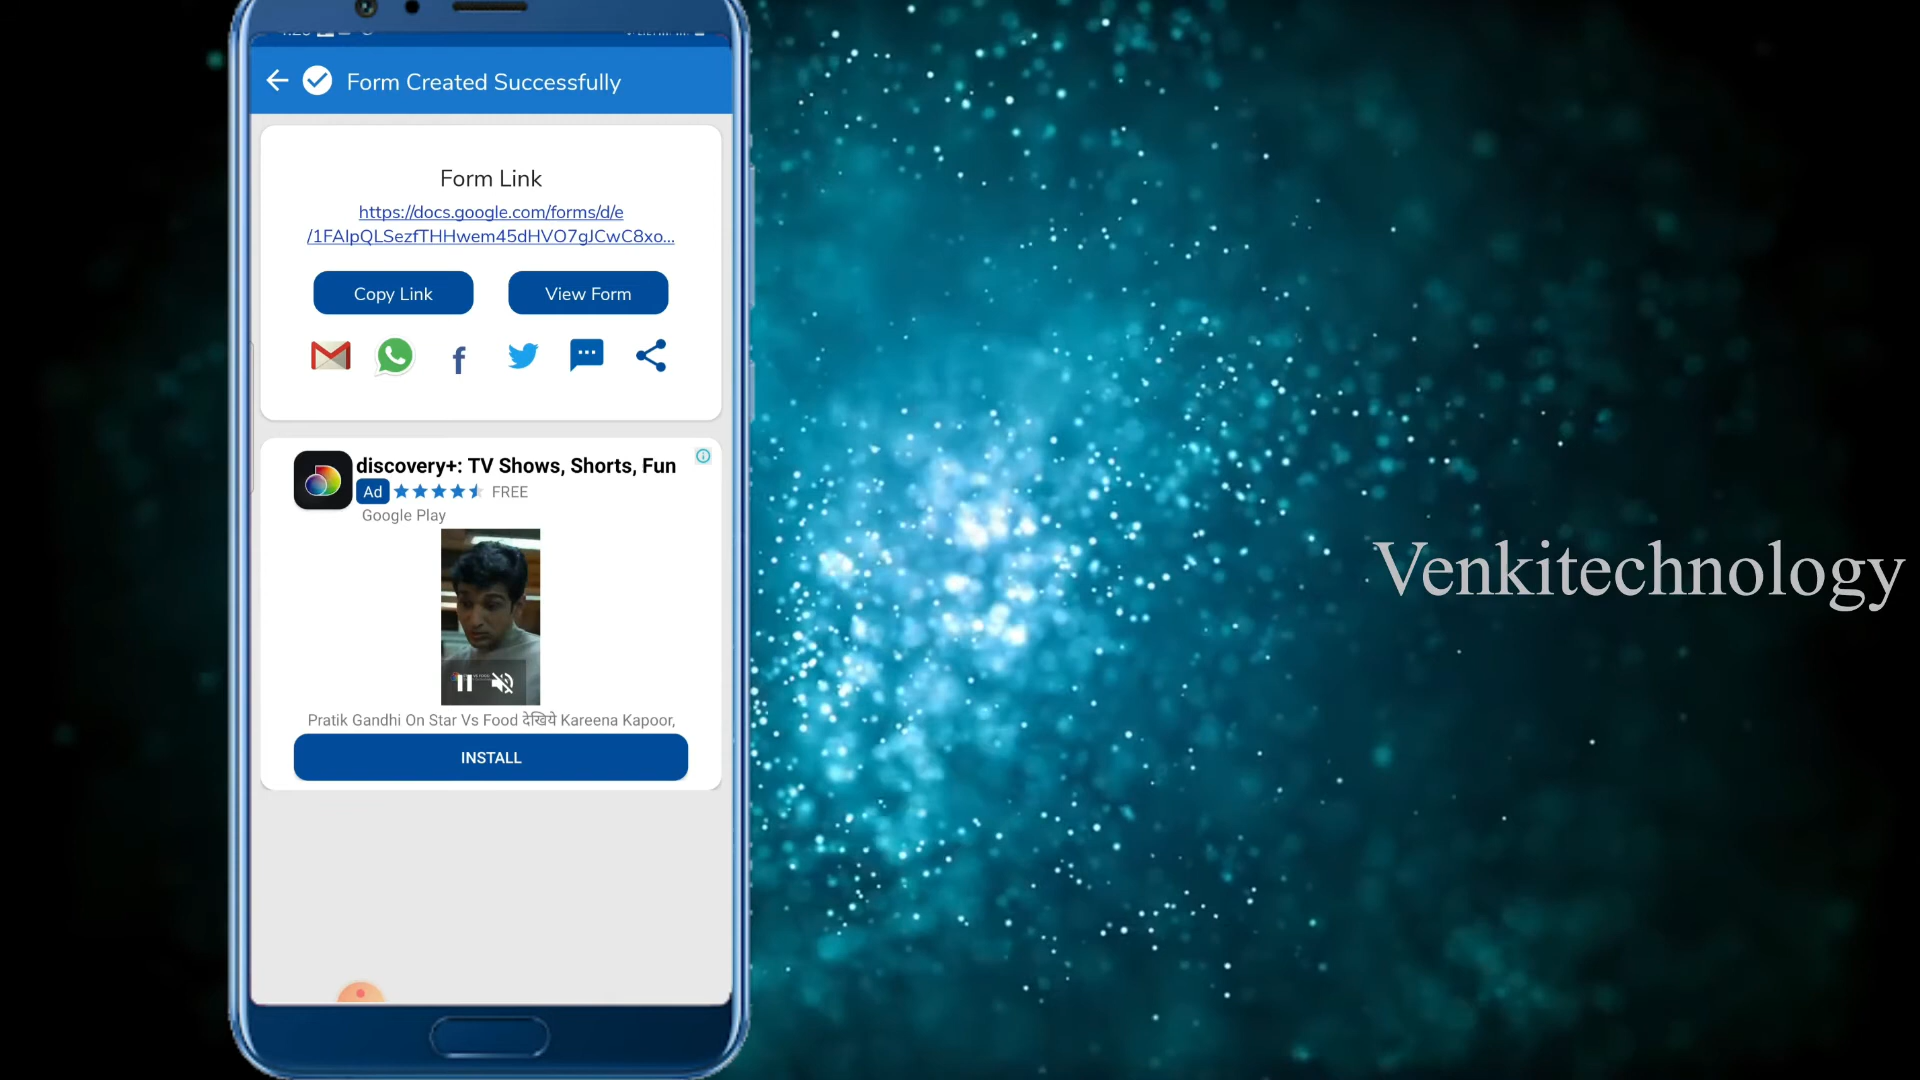 Form Created Successfully
Form Link
https://docs.google.com/forms/d/e
/1FAIpQLSezfTHHwem45dHVO7gJCwC8xo...
Copy Link
View Form
discovery+: TV Shows, Shorts, Fun
Ad
FREE
Google Play
Pratik Gandhi On Star Vs Food देखिये Kareena Kapoor,
INSTALL
Venkitechnology